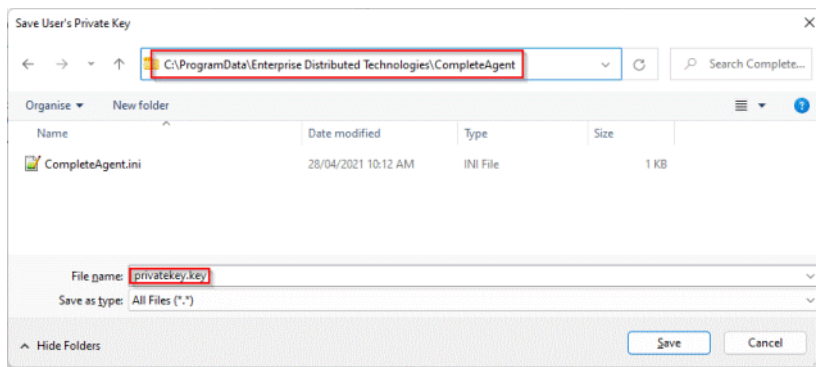 Save User's Private Key
C:\ProgramData\Enterprise Distributed Technologies\CompleteAgent
Search Complete...
Organise New folder
Name Date modified Type Size
CompleteAgent.ini 28/04/2021 10:12 AM INI File 1 KB
File name: privatekey.key
Save as type: All Files (*.*)
Hide Folders Save Cancel